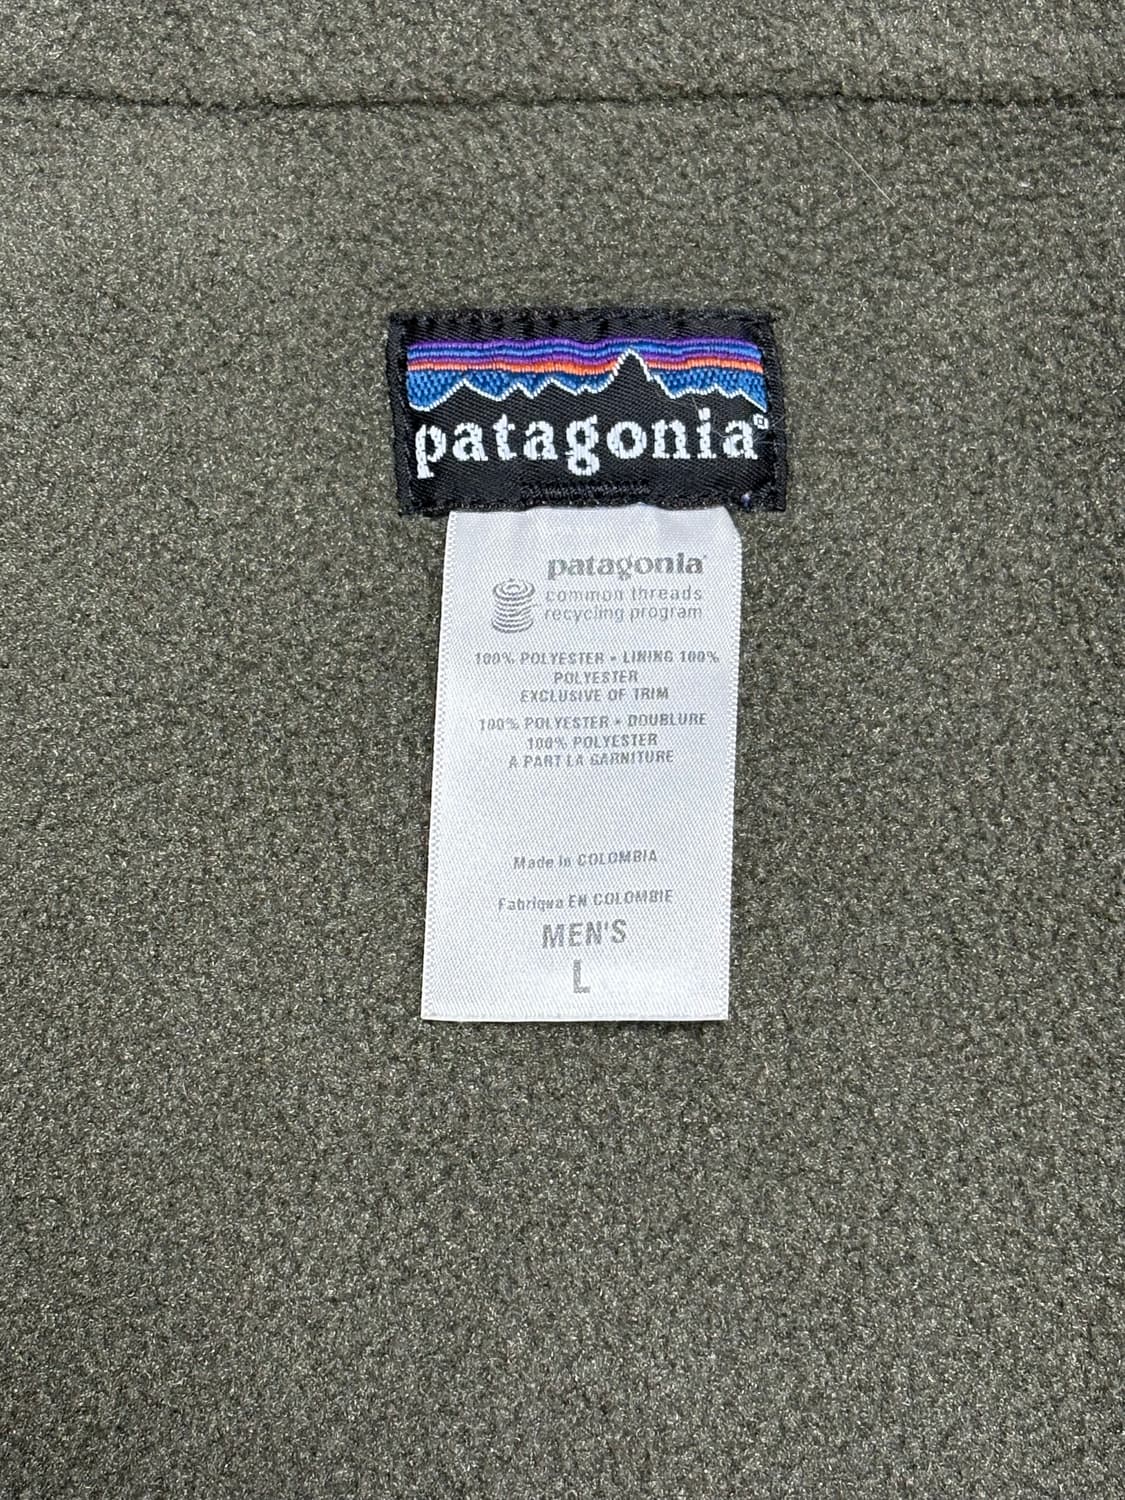 patagonia®
patagonia®
common threads
recycling program
100% POLYESTER • LINING 100%
POLYESTER
EXCLUSIVE OF TRIM
100% POLYESTER • DOUBLURE
100% POLYESTER
A PART LA GARNITURE
Made in COLOMBIA
Fabriqua EN COLOMBIE
MEN'S
L